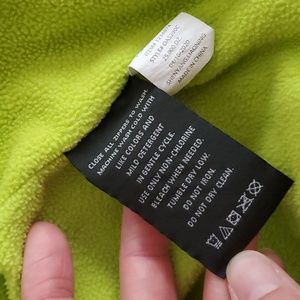 CLOSE ALL ZIPPERS TO WASH.
MACHINE WASH COLD WITH
LIKE COLORS AND
MILD DETERGENT
IN GENTLE CYCLE.
USE ONLY NON-CHLORINE
BLEACH WHEN NEEDED.
TUMBLE DRY LOW.
DO NOT IRON.
DO NOT DRY CLEAN.